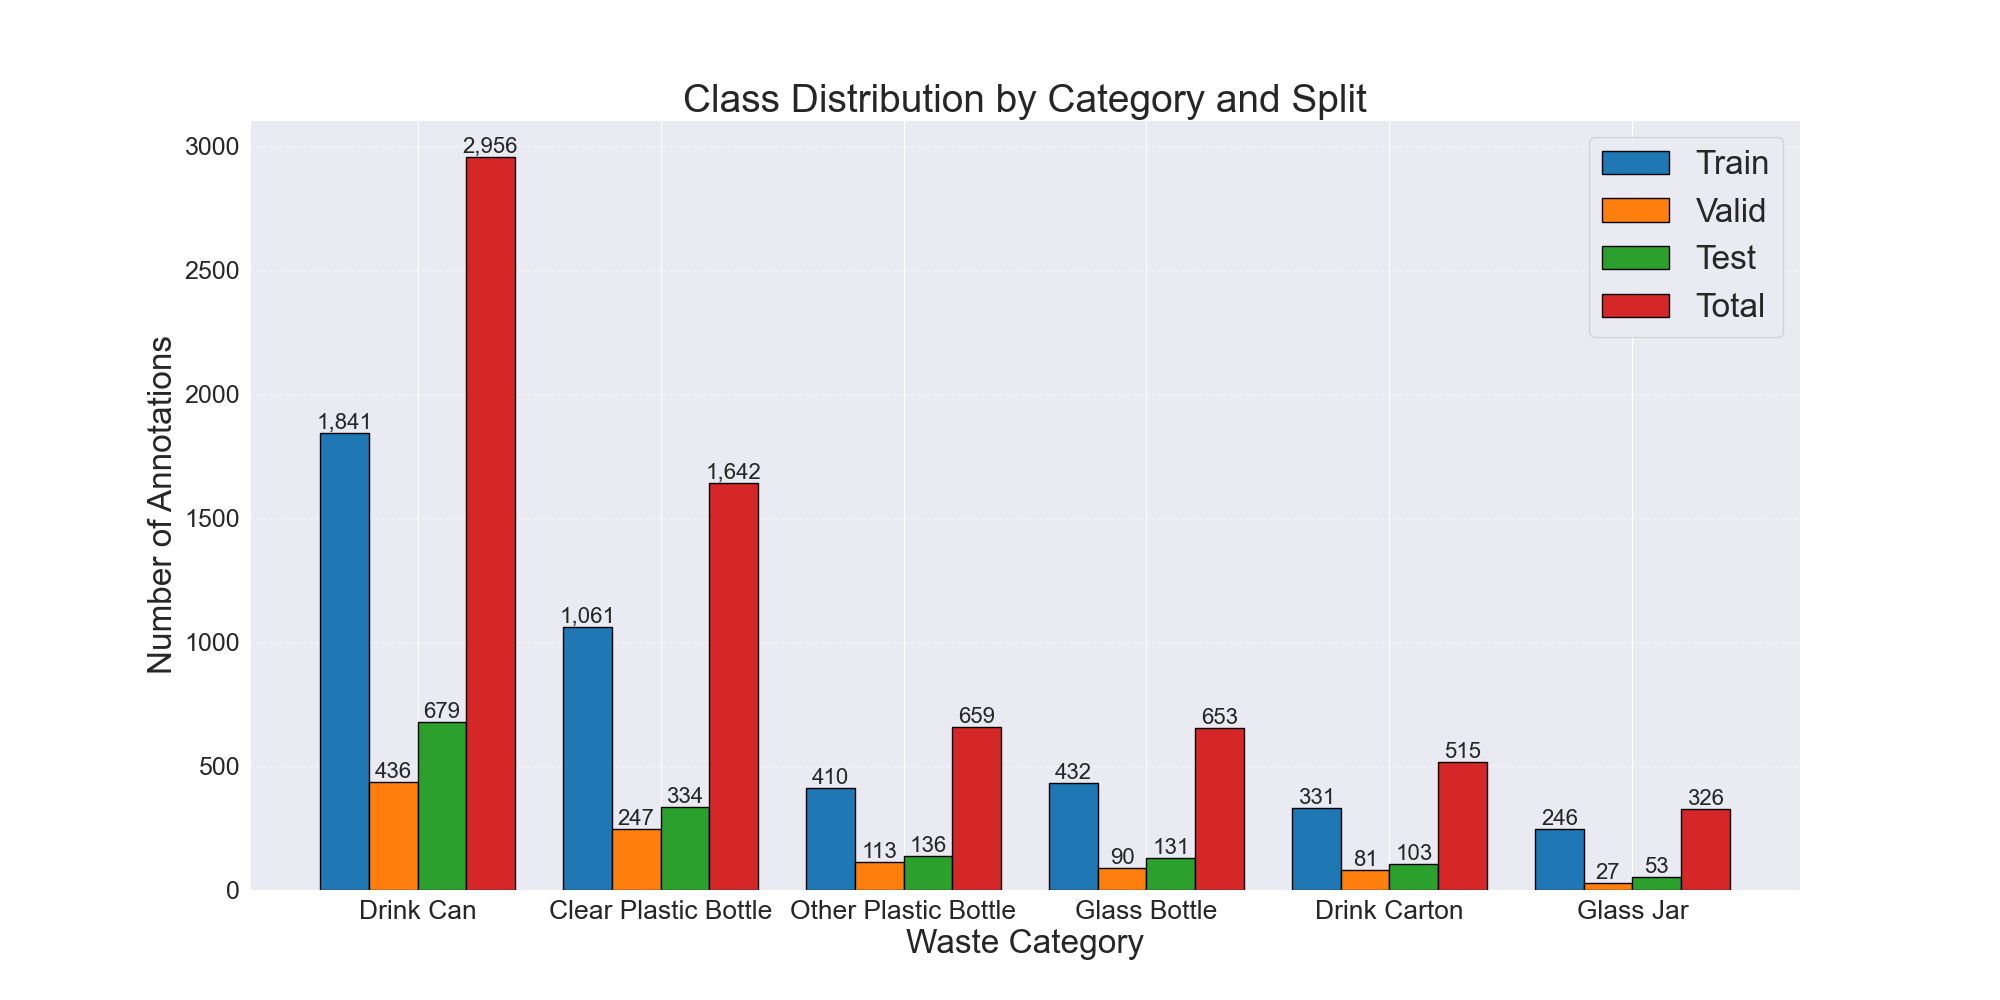 Class Distribution by Category and Split
Train
Valid
Test
Total
Number of Annotations
3000
2500
2000
1500
1000
500
0
1,841
436
679
2,956
1,061
247
334
1,642
410
113
136
659
432
90
131
653
331
81
103
515
246
27
53
326
Drink Can
Clear Plastic Bottle
Other Plastic Bottle
Glass Bottle
Drink Carton
Glass Jar
Waste Category